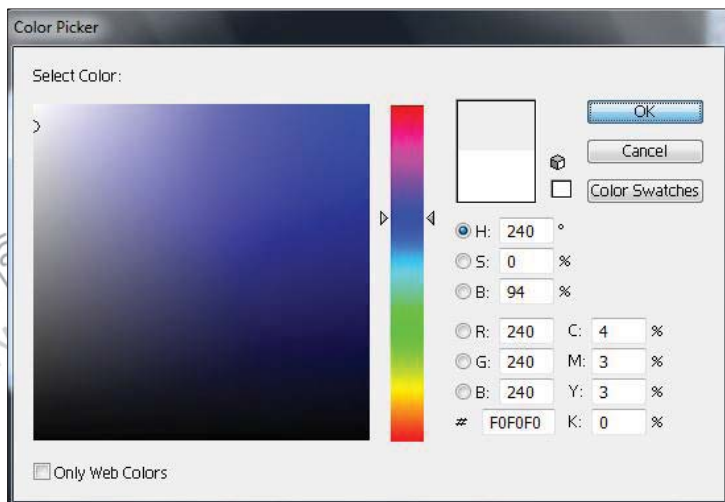 Color Picker
Select Color:
OK
Cancel
Color Swatches
H: 240 °
S: 0 %
B: 94 %
R: 240 C: 4 %
G: 240 M: 3 %
B: 240 Y: 3 %
# F0F0F0 K: 0 %
Only Web Colors